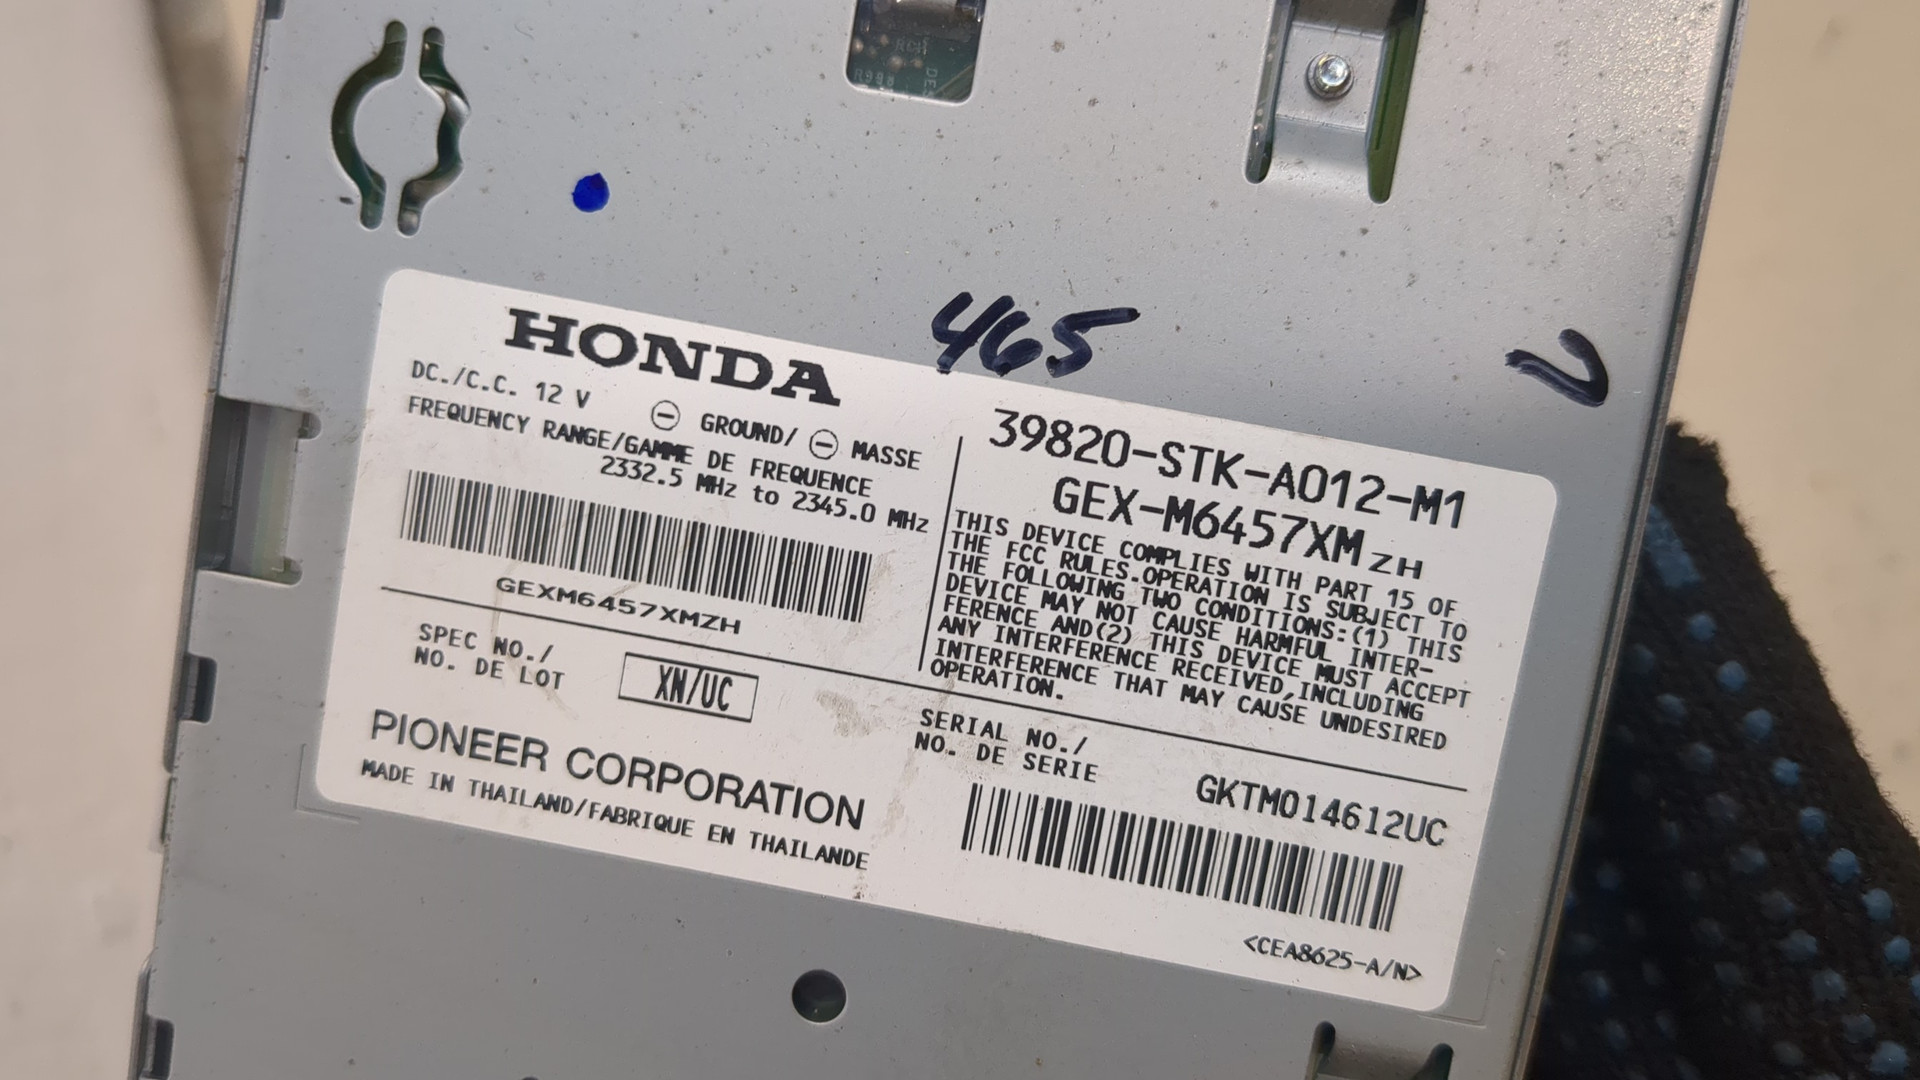 465
HONDA
DC./C.C. 12 V
⊖ GROUND/ ⊖ MASSE
FREQUENCY RANGE/GAMME DE FREQUENCE
2332.5 MHz to 2345.0 MHz
GEXM6457XMZH
39820-STK-A012-M1
GEX-M6457XM ZH
THIS DEVICE COMPLIES WITH PART 15 OF
THE FCC RULES.OPERATION IS SUBJECT TO
THE FOLLOWING TWO CONDITIONS:(1) THIS
DEVICE MAY NOT CAUSE HARMFUL INTER-
FERENCE AND(2) THIS DEVICE MUST ACCEPT
ANY INTERFERENCE RECEIVED,INCLUDING
INTERFERENCE THAT MAY CAUSE UNDESIRED
OPERATION.
SPEC NO./
NO. DE LOT
XN/UC
PIONEER CORPORATION
MADE IN THAILAND/FABRIQUE EN THAILANDE
SERIAL NO./
NO. DE SERIE
GKTM014612UC
<CEA8625-A/N>